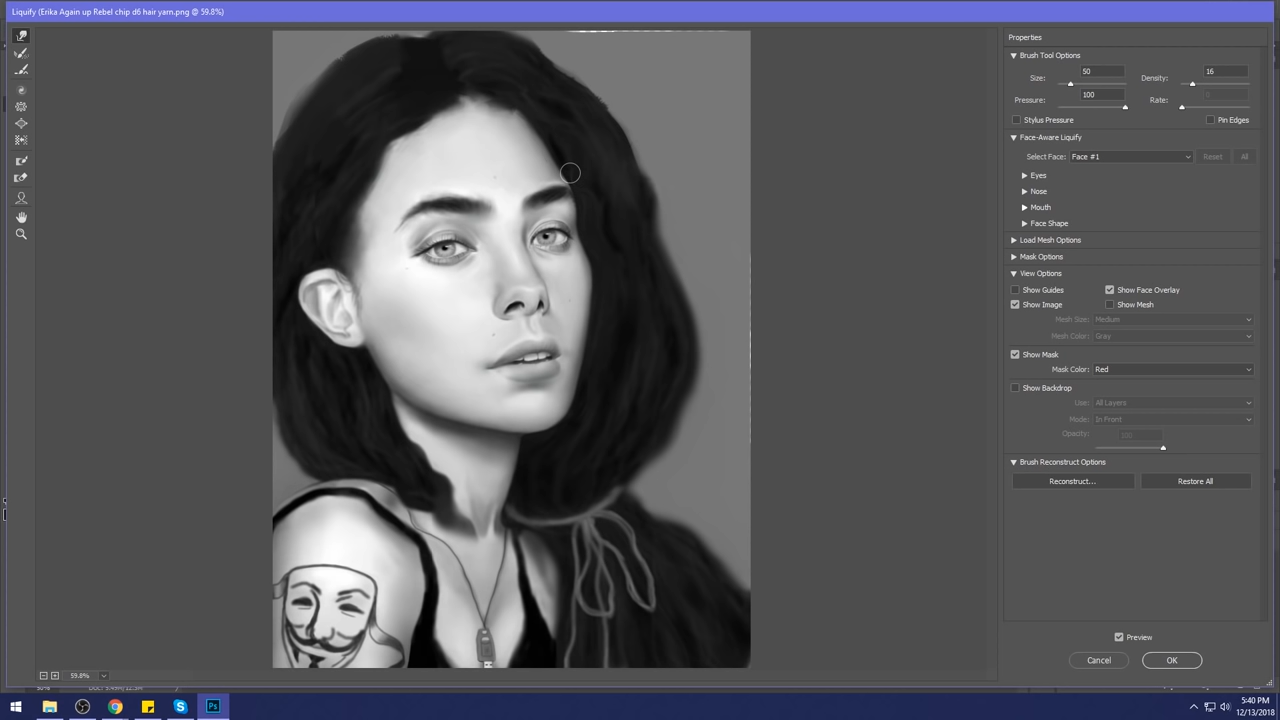 Liquify (Erika Again up Rebel chip d6 hair yarn.png @ 59.8%)
Properties
Brush Tool Options
Size: 50 Density: 16
Pressure: 100 Rate: 0
Stylus Pressure Pin Edges
Face-Aware Liquify
Select Face: Face #1 Reset All
Eyes
Nose
Mouth
Face Shape
Load Mesh Options
Mask Options
View Options
Show Guides Show Face Overlay
Show Image Show Mesh
Mesh Size: Medium
Mesh Color: Gray
Show Mask
Mask Color: Red
Show Backdrop
Use: All Layers
Mode: In Front
Opacity: 100
Brush Reconstruct Options
Reconstruct... Restore All
Preview
Cancel OK
59.8%
Ps
5:40 PM
12/13/2018